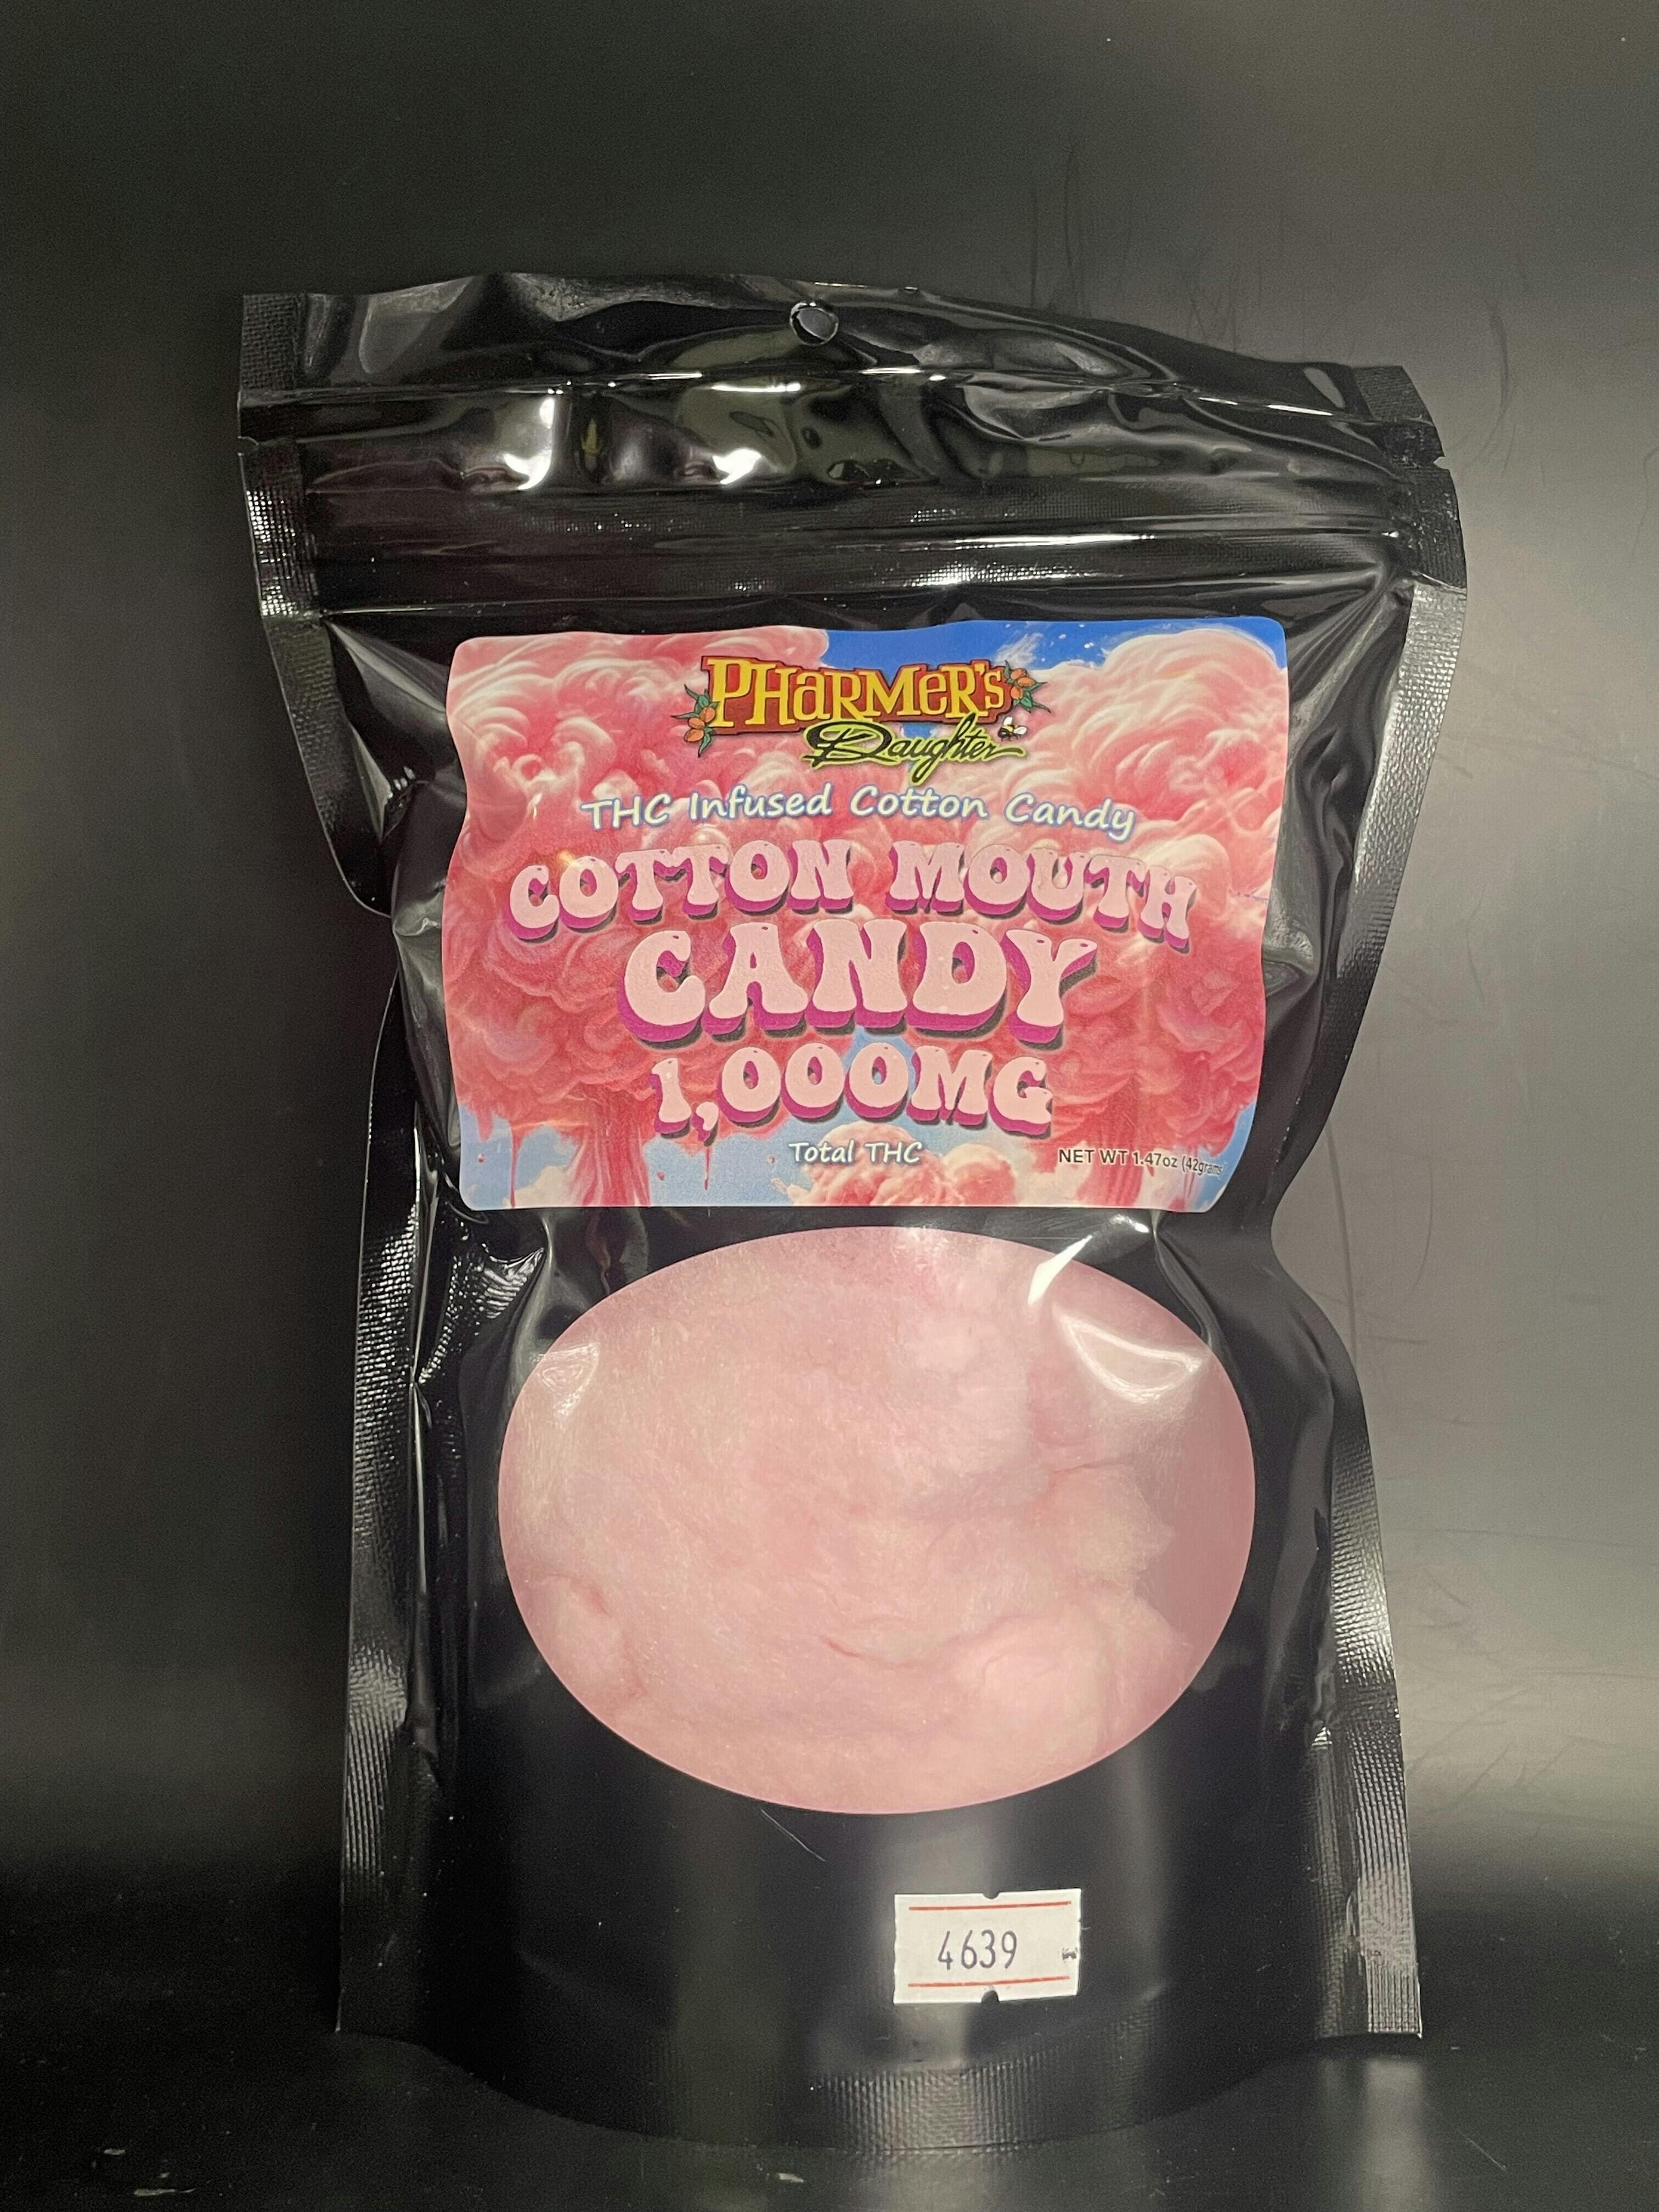 PHARMER'S
Daughter
THC Infused Cotton Candy
COTTON MOUTH
CANDY
1,000MG
Total THC
NET WT 1.47oz (42grams)
4639